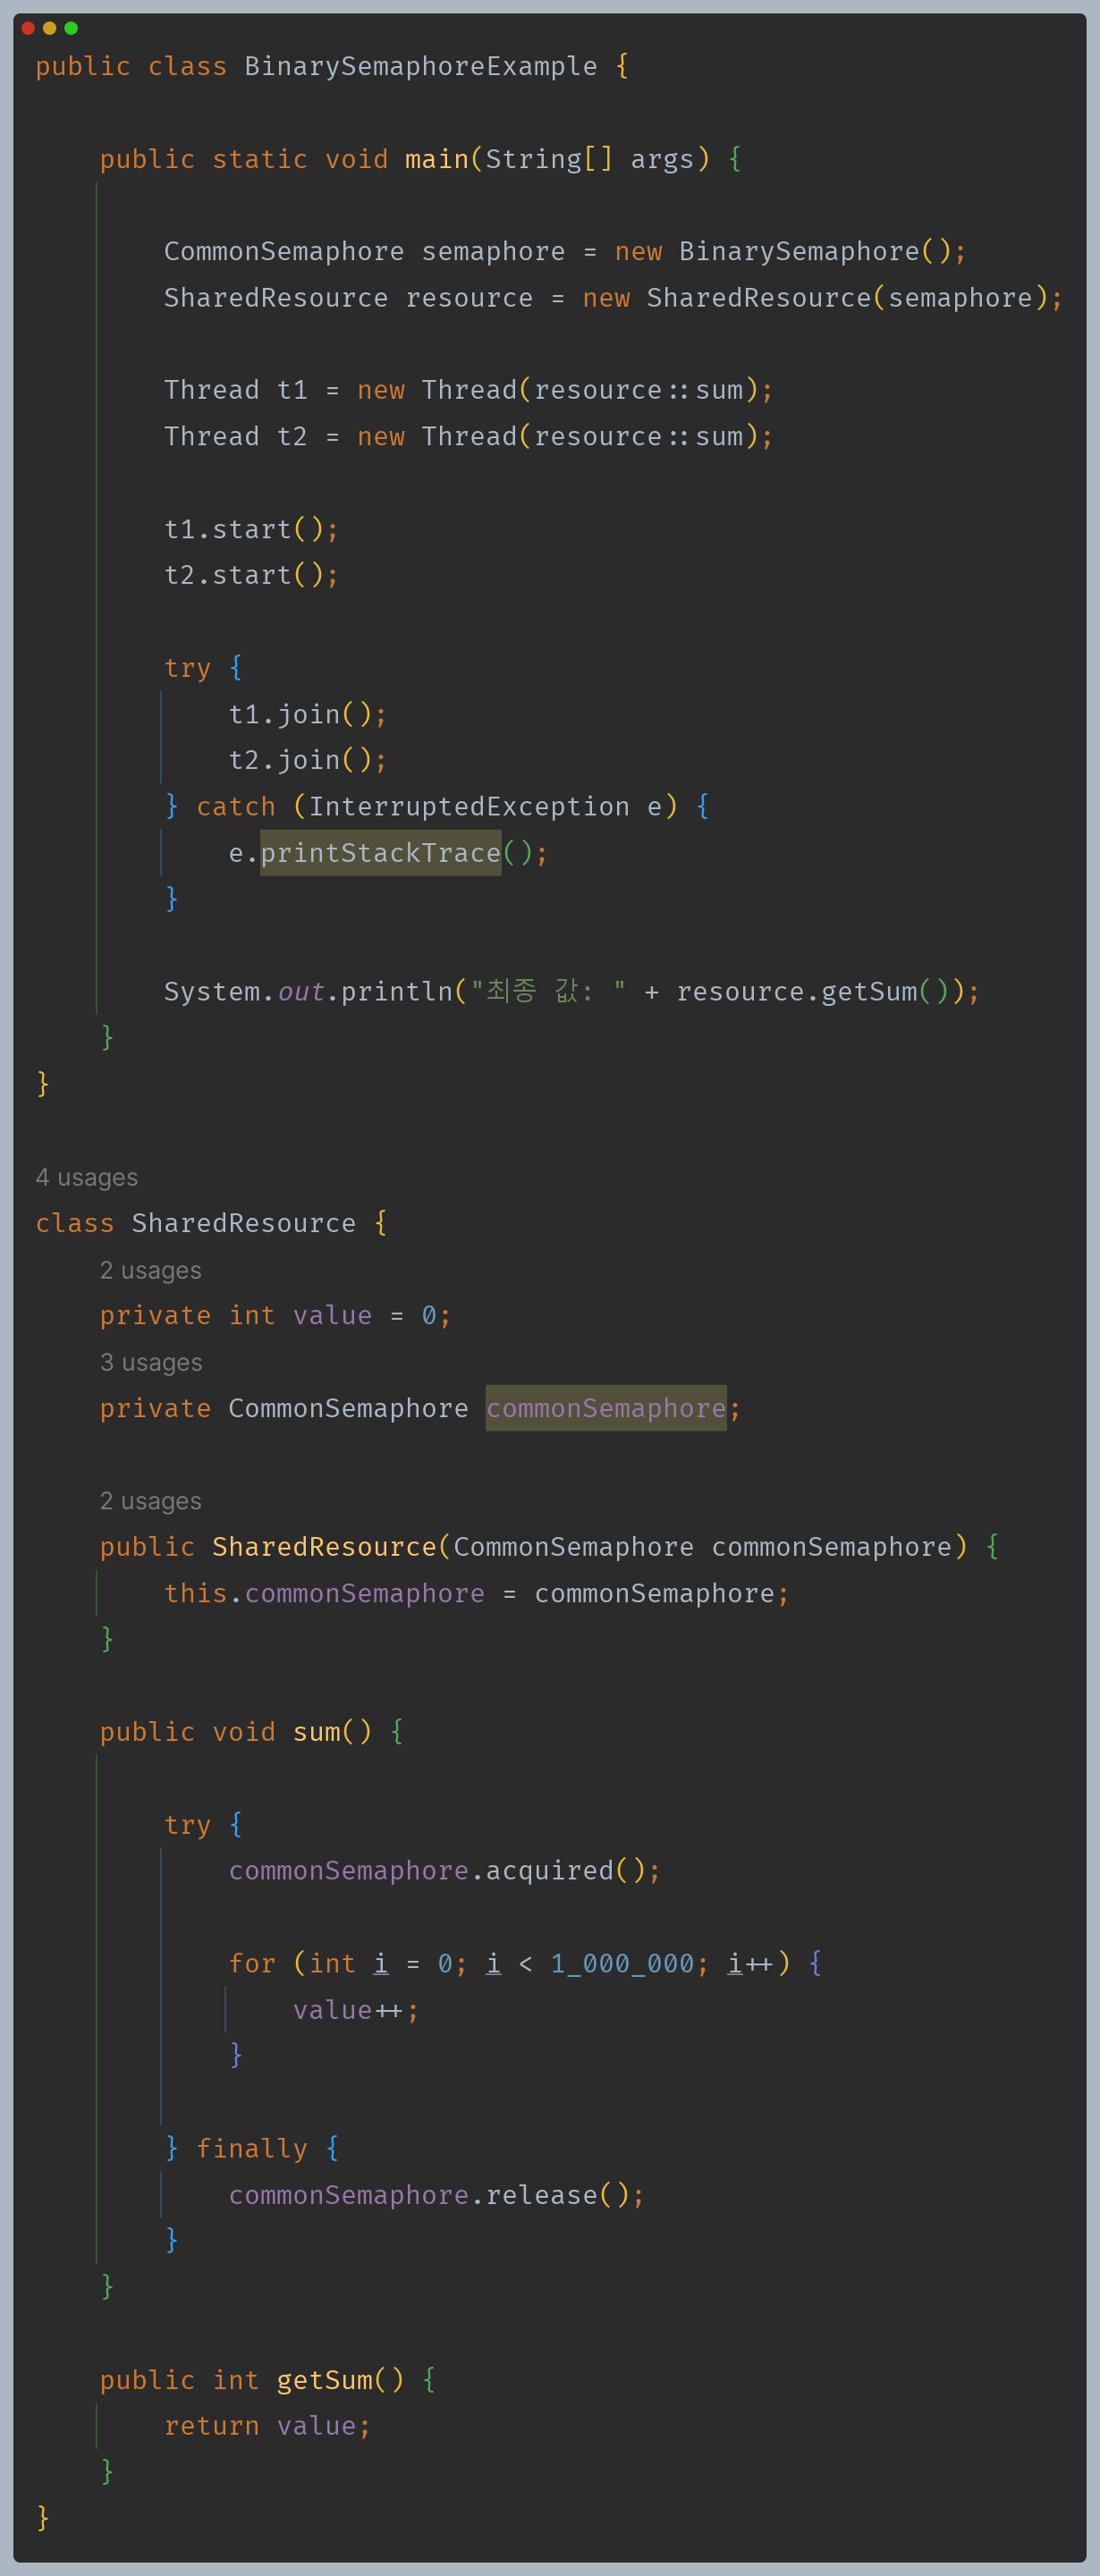 public class BinarySemaphoreExample {
public static void main(String[] args) {
CommonSemaphore semaphore = new BinarySemaphore();
SharedResource resource = new SharedResource(semaphore);
Thread t1 = new Thread(resource::sum);
Thread t2 = new Thread(resource::sum);
t1.start();
t2.start();
try {
t1.join();
t2.join();
} catch (InterruptedException e) {
e.printStackTrace();
}
System.out.println("최종 값: " + resource.getSum());
}
}
4 usages
class SharedResource {
2 usages
private int value = 0;
3 usages
private CommonSemaphore commonSemaphore;
2 usages
public SharedResource(CommonSemaphore commonSemaphore) {
this.commonSemaphore = commonSemaphore;
}
public void sum() {
try {
commonSemaphore.acquired();
for (int i = 0; i < 1_000_000; i++) {
value++;
}
} finally {
commonSemaphore.release();
}
}
public int getSum() {
return value;
}
}